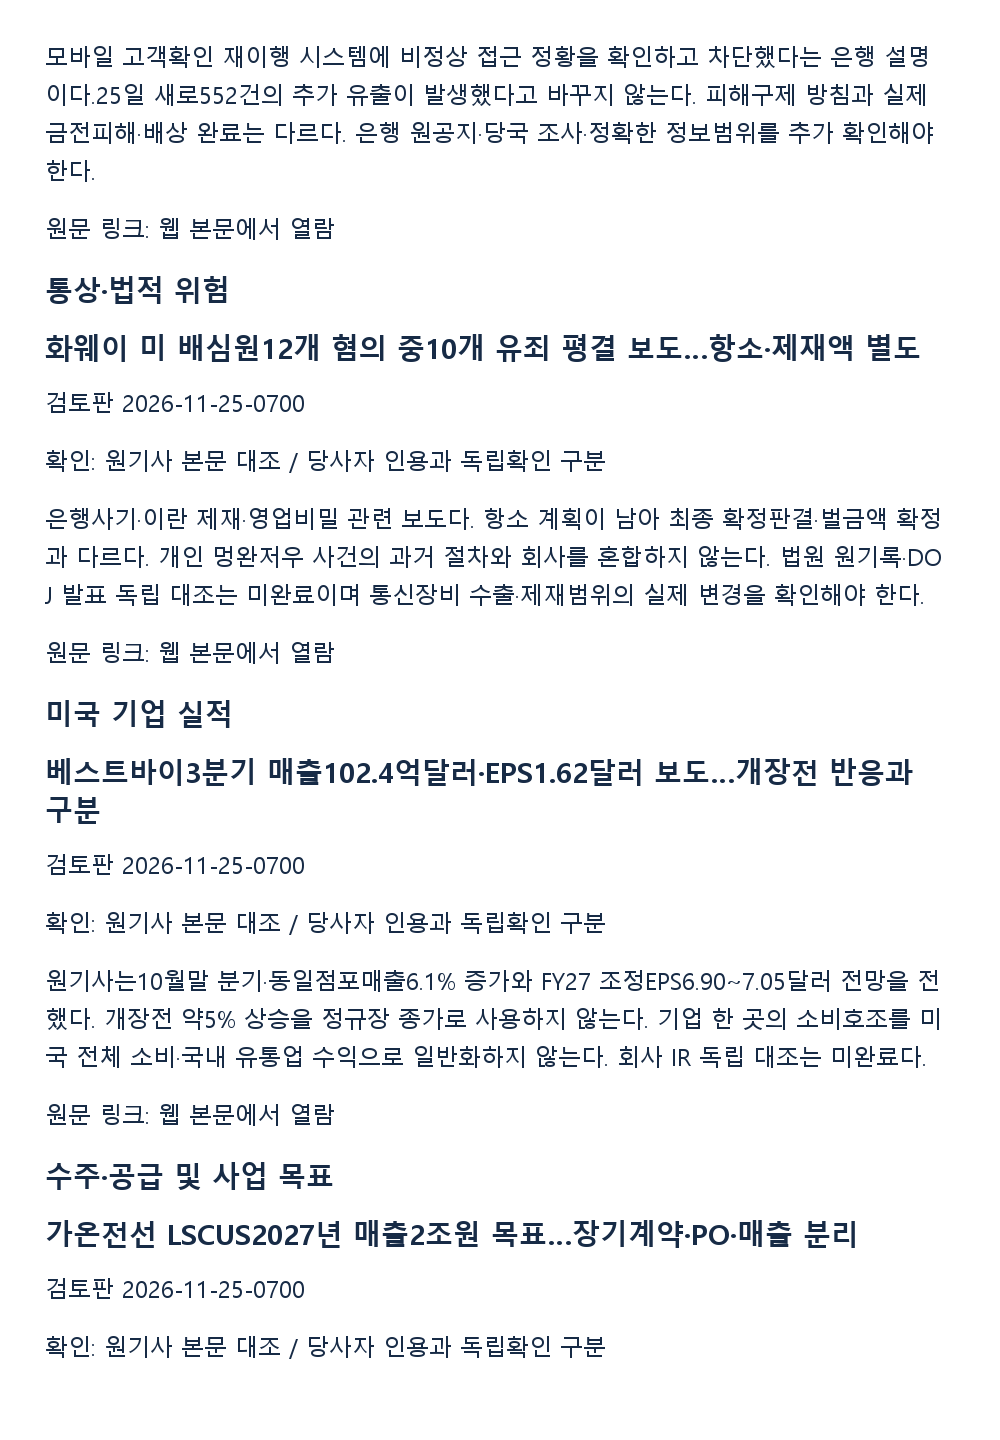 모바일 고객확인 재이행 시스템에 비정상 접근 정황을 확인하고 차단했다는 은행 설명
이다.25일 새로552건의 추가 유출이 발생했다고 바꾸지 않는다. 피해구제 방침과 실제
금전피해·배상 완료는 다르다. 은행 원공지·당국 조사·정확한 정보범위를 추가 확인해야
한다.
원문 링크: 웹 본문에서 열람
통상·법적 위험
화웨이 미 배심원12개 혐의 중10개 유죄 평결 보도...항소·제재액 별도
검토판 2026-11-25-0700
확인: 원기사 본문 대조 / 당사자 인용과 독립확인 구분
은행사기·이란 제재·영업비밀 관련 보도다. 항소 계획이 남아 최종 확정판결·벌금액 확정
과 다르다. 개인 멍완저우 사건의 과거 절차와 회사를 혼합하지 않는다. 법원 원기록·DO
J 발표 독립 대조는 미완료이며 통신장비 수출·제재범위의 실제 변경을 확인해야 한다.
원문 링크: 웹 본문에서 열람
미국 기업 실적
베스트바이3분기 매출102.4억달러·EPS1.62달러 보도...개장전 반응과
구분
검토판 2026-11-25-0700
확인: 원기사 본문 대조 / 당사자 인용과 독립확인 구분
원기사는10월말 분기·동일점포매출6.1% 증가와 FY27 조정EPS6.90~7.05달러 전망을 전
했다. 개장전 약5% 상승을 정규장 종가로 사용하지 않는다. 기업 한 곳의 소비호조를 미
국 전체 소비·국내 유통업 수익으로 일반화하지 않는다. 회사 IR 독립 대조는 미완료다.
원문 링크: 웹 본문에서 열람
수주·공급 및 사업 목표
가온전선 LSCUS2027년 매출2조원 목표...장기계약·PO·매출 분리
검토판 2026-11-25-0700
확인: 원기사 본문 대조 / 당사자 인용과 독립확인 구분